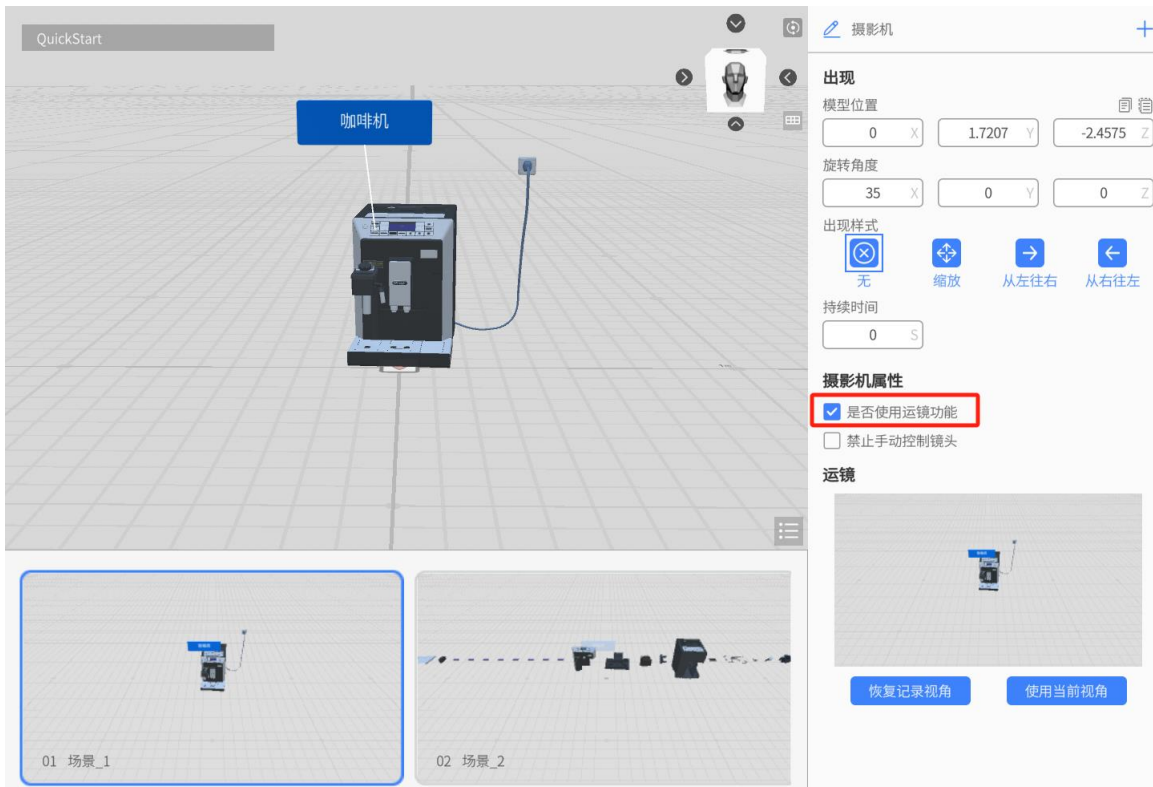 QuickStart
咖啡机
01 场景_1
02 场景_2
摄影机
出现
模型位置
0 X 1.7207 Y -2.4575 Z
旋转角度
35 X 0 Y 0 Z
出现样式
无 缩放 从左往右 从右往左
持续时间
0 S
摄影机属性
是否使用运镜功能
禁止手动控制镜头
运镜
恢复记录视角 使用当前视角